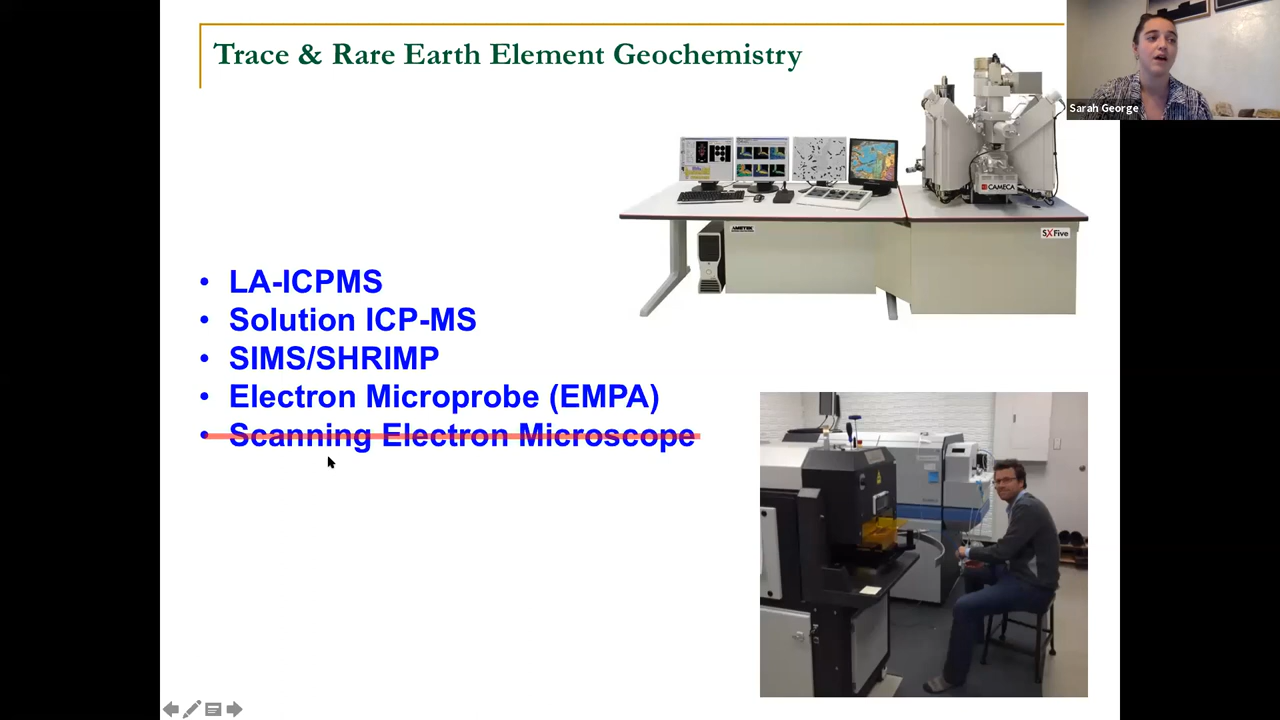 Trace & Rare Earth Element Geochemistry
Sarah George
CAMECA
AMETEK
SXFive
• LA-ICPMS
• Solution ICP-MS
• SIMS/SHRIMP
• Electron Microprobe (EMPA)
• Scanning Electron Microscope